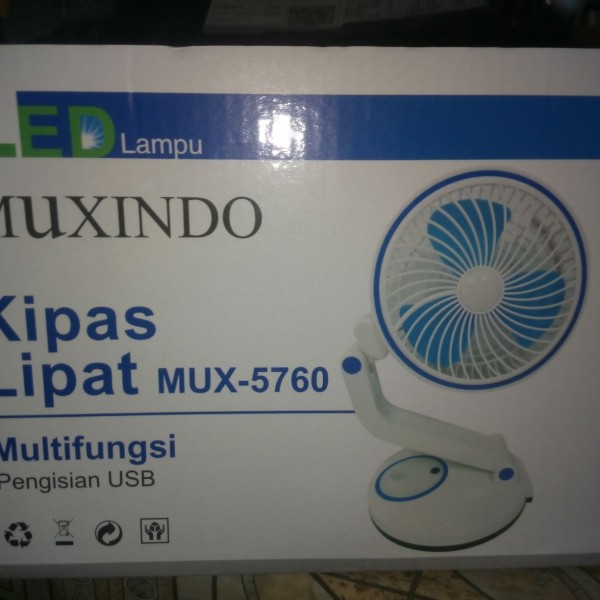 LED Lampu
MUXINDO
Kipas
Lipat MUX-5760
Multifungsi
Pengisian USB